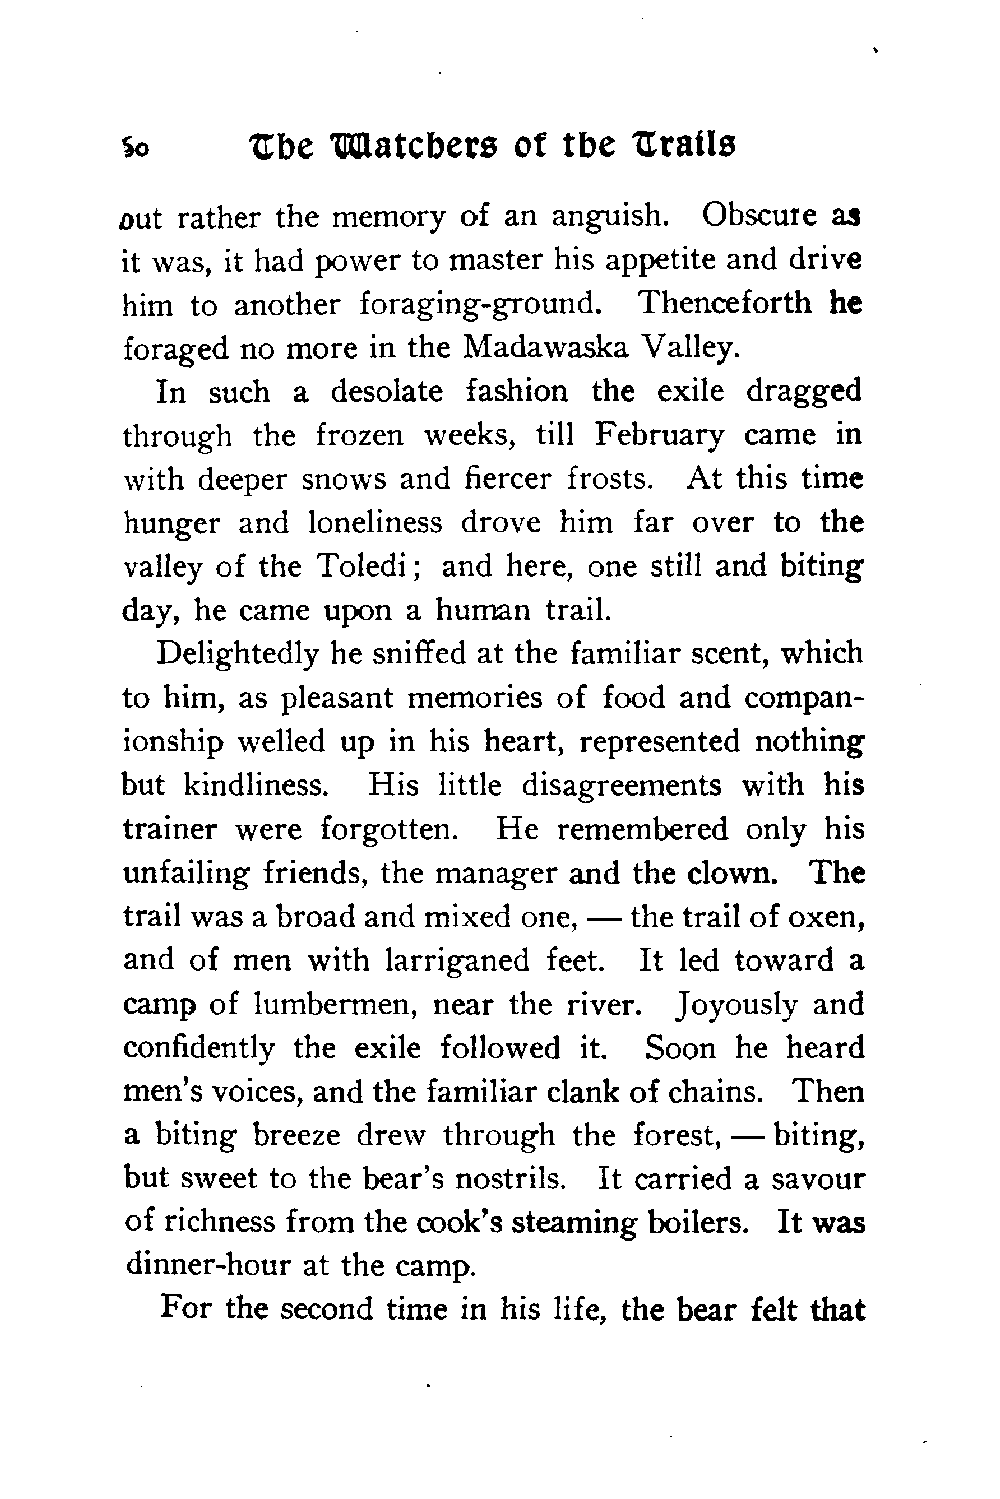 50 The Watchers of the Trails
out rather the memory of an anguish. Obscure as
it was, it had power to master his appetite and drive
him to another foraging-ground. Thenceforth he
foraged no more in the Madawaska Valley.
In such a desolate fashion the exile dragged
through the frozen weeks, till February came in
with deeper snows and fiercer frosts. At this time
hunger and loneliness drove him far over to the
valley of the Toledi; and here, one still and biting
day, he came upon a human trail.
Delightedly he sniffed at the familiar scent, which
to him, as pleasant memories of food and compan-
ionship welled up in his heart, represented nothing
but kindliness. His little disagreements with his
trainer were forgotten. He remembered only his
unfailing friends, the manager and the clown. The
trail was a broad and mixed one, — the trail of oxen,
and of men with larriganed feet. It led toward a
camp of lumbermen, near the river. Joyously and
confidently the exile followed it. Soon he heard
men's voices, and the familiar clank of chains. Then
a biting breeze drew through the forest, — biting,
but sweet to the bear's nostrils. It carried a savour
of richness from the cook's steaming boilers. It was
dinner-hour at the camp.
For the second time in his life, the bear felt that